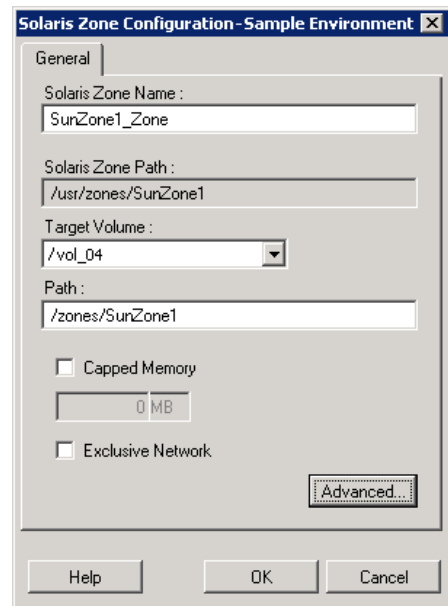 Solaris Zone Configuration-Sample Environment
General
Solaris Zone Name :
SunZone1_Zone
Solaris Zone Path :
/usr/zones/SunZone1
Target Volume :
/vol_04
Path :
/zones/SunZone1
Capped Memory
0 MB
Exclusive Network
Advanced...
Help OK Cancel